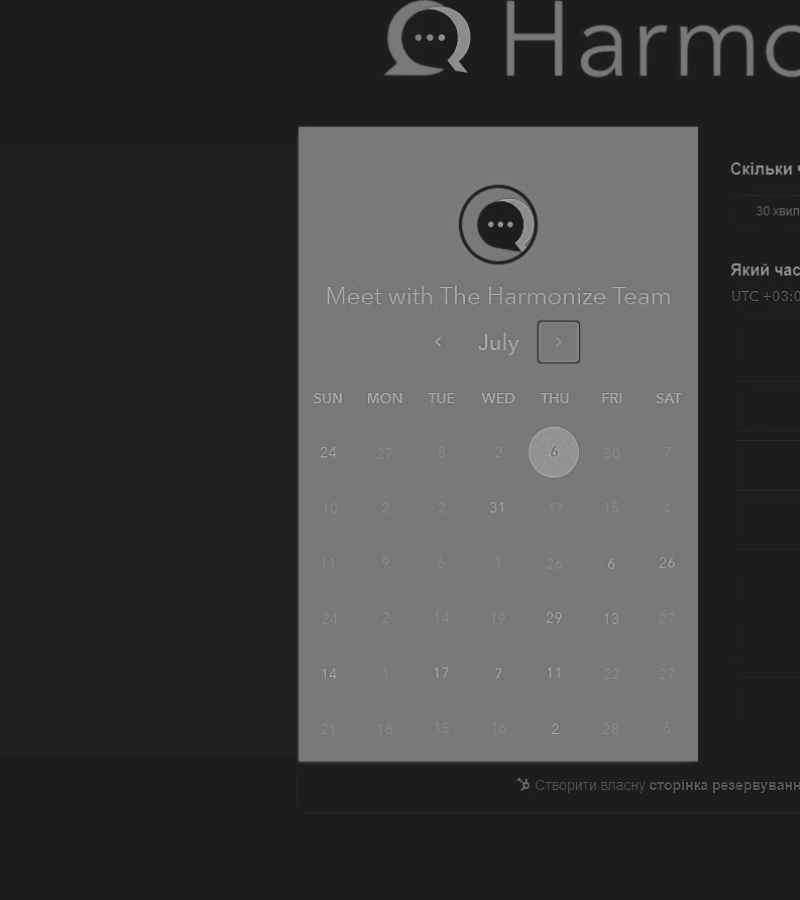 Harmo
Скільки ч
30 хвил
Який час
UTC +03:0
Meet with The Harmonize Team
July
SUN MON TUE WED THU FRI SAT
24 27 8 2 6 30 7
10 2 2 31 17 15 4
11 9 6 1 26 6 26
24 2 14 19 29 13 27
14 1 17 7 11 22 27
21 18 15 16 2 28 6
Створити власну сторінка резервуванн